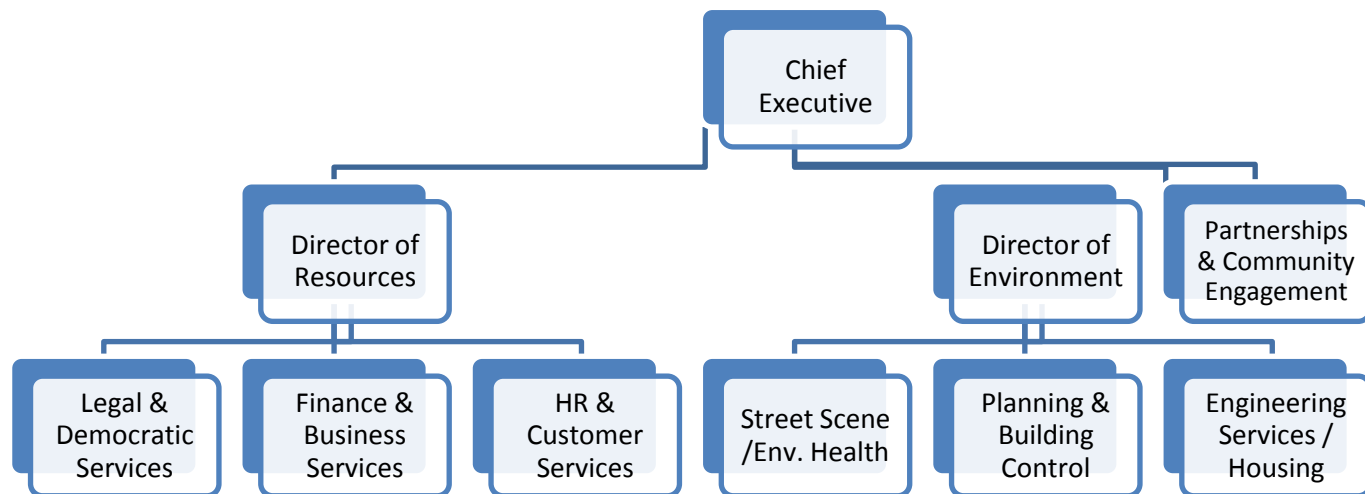 Chief
Executive
Director of
Resources
Director of
Environment
Partnerships
& Community
Engagement
Legal &
Democratic
Services
Finance &
Business
Services
HR &
Customer
Services
Street Scene
/Env. Health
Planning &
Building
Control
Engineering
Services /
Housing